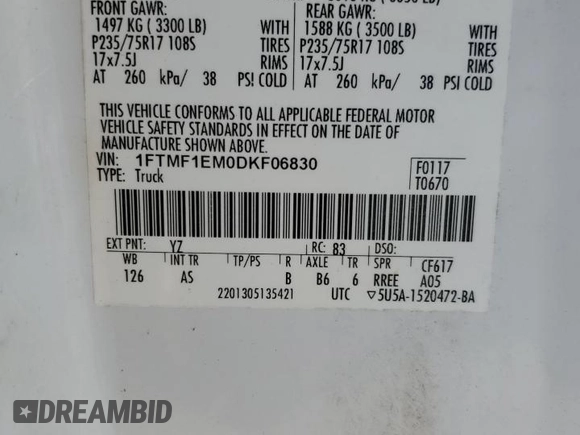 FRONT GAWR:
REAR GAWR:
1497 KG ( 3300 LB) WITH
1588 KG ( 3500 LB) WITH
P235/75R17 108S TIRES
P235/75R17 108S TIRES
17x7.5J RIMS
17x7.5J RIMS
AT 260 kPa/ 38 PSI COLD
AT 260 kPa/ 38 PSI COLD
THIS VEHICLE CONFORMS TO ALL APPLICABLE FEDERAL MOTOR
VEHICLE SAFETY STANDARDS IN EFFECT ON THE DATE OF
MANUFACTURE SHOWN ABOVE.
VIN: 1FTMF1EM0DKF06830
TYPE: Truck
F0117
T0670
EXT PNT: YZ RC: 83 DSO:
WB INT TR TP/PS R AXLE TR SPR CF617
126 AS B B6 6 RREE A05
2201305135421 UTC ▽5U5A-1520472-BA
DREAMBID